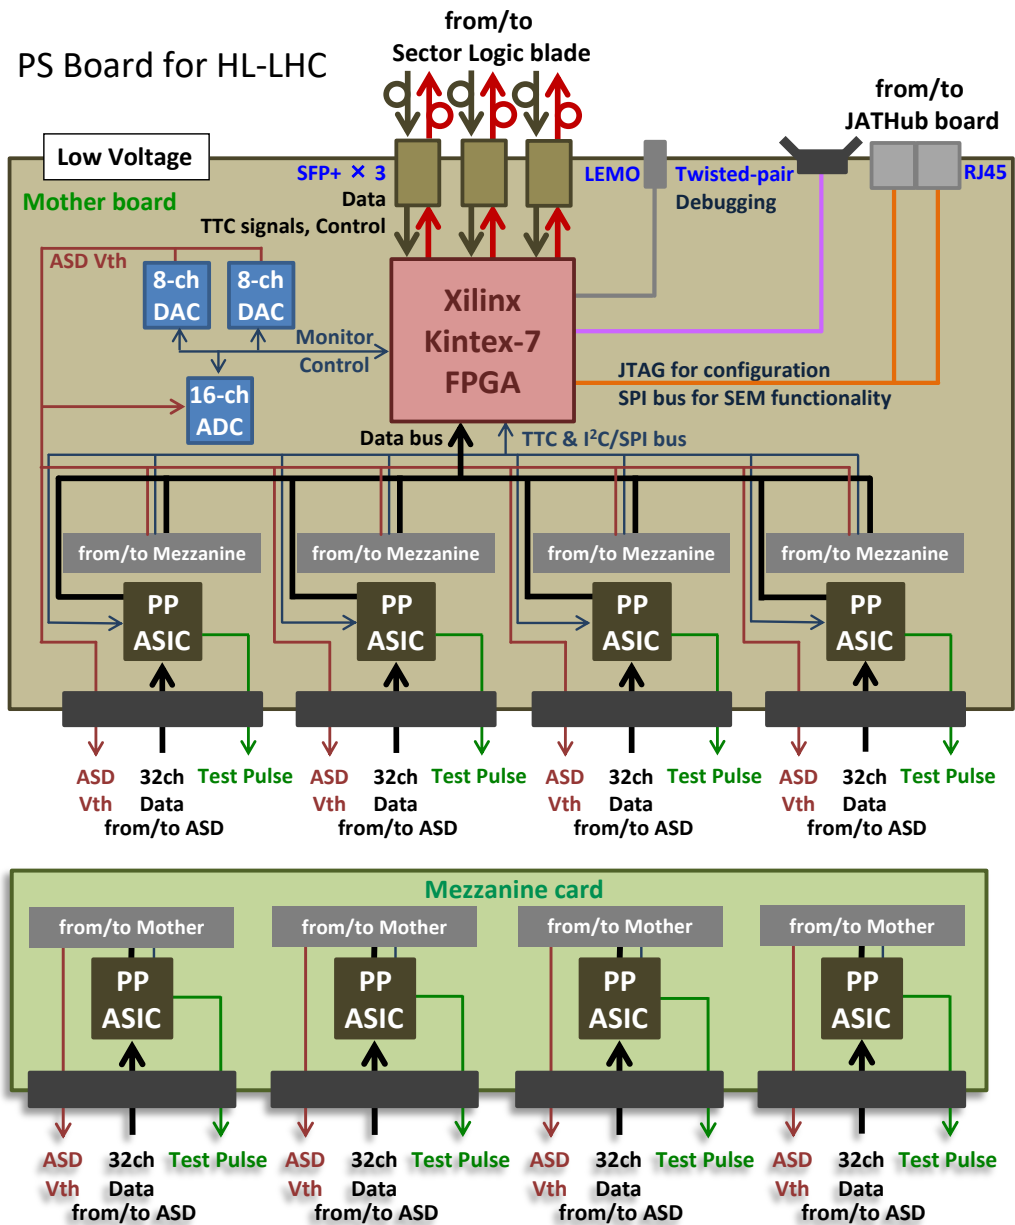 from/to
Sector Logic blade
PS Board for HL-LHC
from/to
JATHub board
Low Voltage
SFP+ × 3
LEMO
Twisted-pair
RJ45
Mother board
Data
Debugging
TTC signals, Control
ASD Vth
8-ch
DAC
8-ch
DAC
Xilinx
Kintex-7
FPGA
Monitor
Control
16-ch
ADC
JTAG for configuration
SPI bus for SEM functionality
Data bus
TTC & I²C/SPI bus
from/to Mezzanine
from/to Mezzanine
from/to Mezzanine
from/to Mezzanine
PP
ASIC
PP
ASIC
PP
ASIC
PP
ASIC
ASD
Vth
32ch
Data
Test Pulse
from/to ASD
ASD
Vth
32ch
Data
Test Pulse
from/to ASD
ASD
Vth
32ch
Data
Test Pulse
from/to ASD
ASD
Vth
32ch
Data
Test Pulse
from/to ASD
Mezzanine card
from/to Mother
from/to Mother
from/to Mother
from/to Mother
PP
ASIC
PP
ASIC
PP
ASIC
PP
ASIC
ASD
Vth
32ch
Data
Test Pulse
from/to ASD
ASD
Vth
32ch
Data
Test Pulse
from/to ASD
ASD
Vth
32ch
Data
Test Pulse
from/to ASD
ASD
Vth
32ch
Data
Test Pulse
from/to ASD